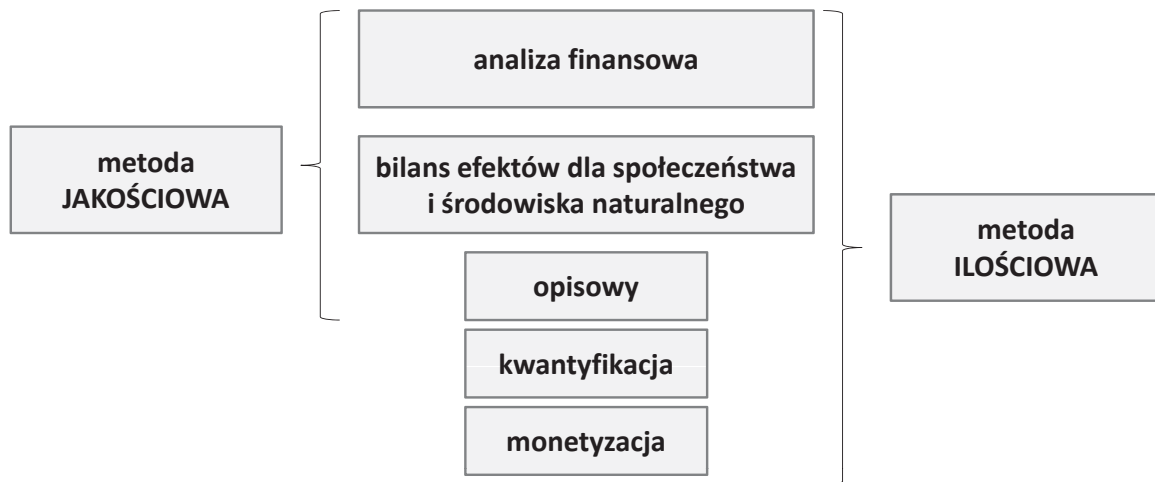 analiza finansowa
metoda
JAKOŚCIOWA
bilans efektów dla społeczeństwa
i środowiska naturalnego
metoda
ILOŚCIOWA
opisowy
kwantyfikacja
monetyzacja